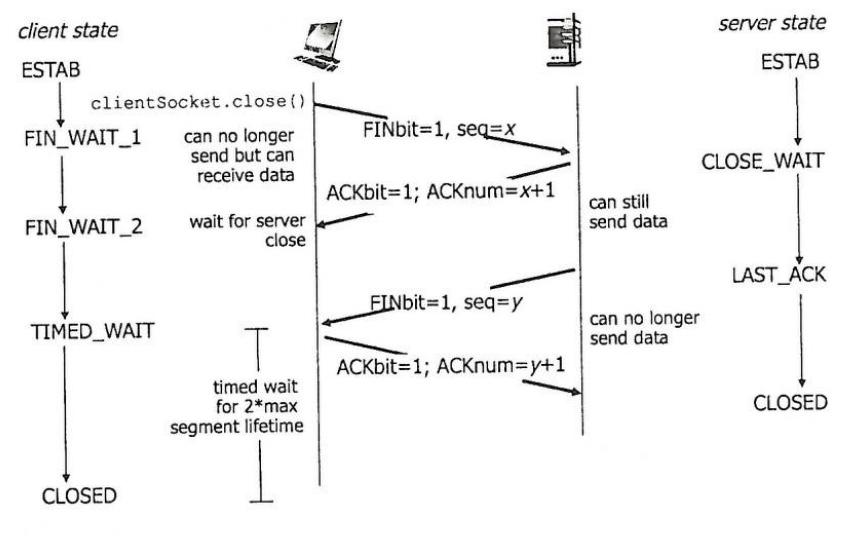 client state
server state
ESTAB
ESTAB
clientSocket.close()
FINbit=1, seq=x
FIN_WAIT_1
can no longer
send but can
receive data
CLOSE_WAIT
ACKbit=1; ACKnum=x+1
can still
send data
FIN_WAIT_2
wait for server
close
LAST_ACK
FINbit=1, seq=y
can no longer
send data
TIMED_WAIT
ACKbit=1; ACKnum=y+1
timed wait
for 2*max
segment lifetime
CLOSED
CLOSED